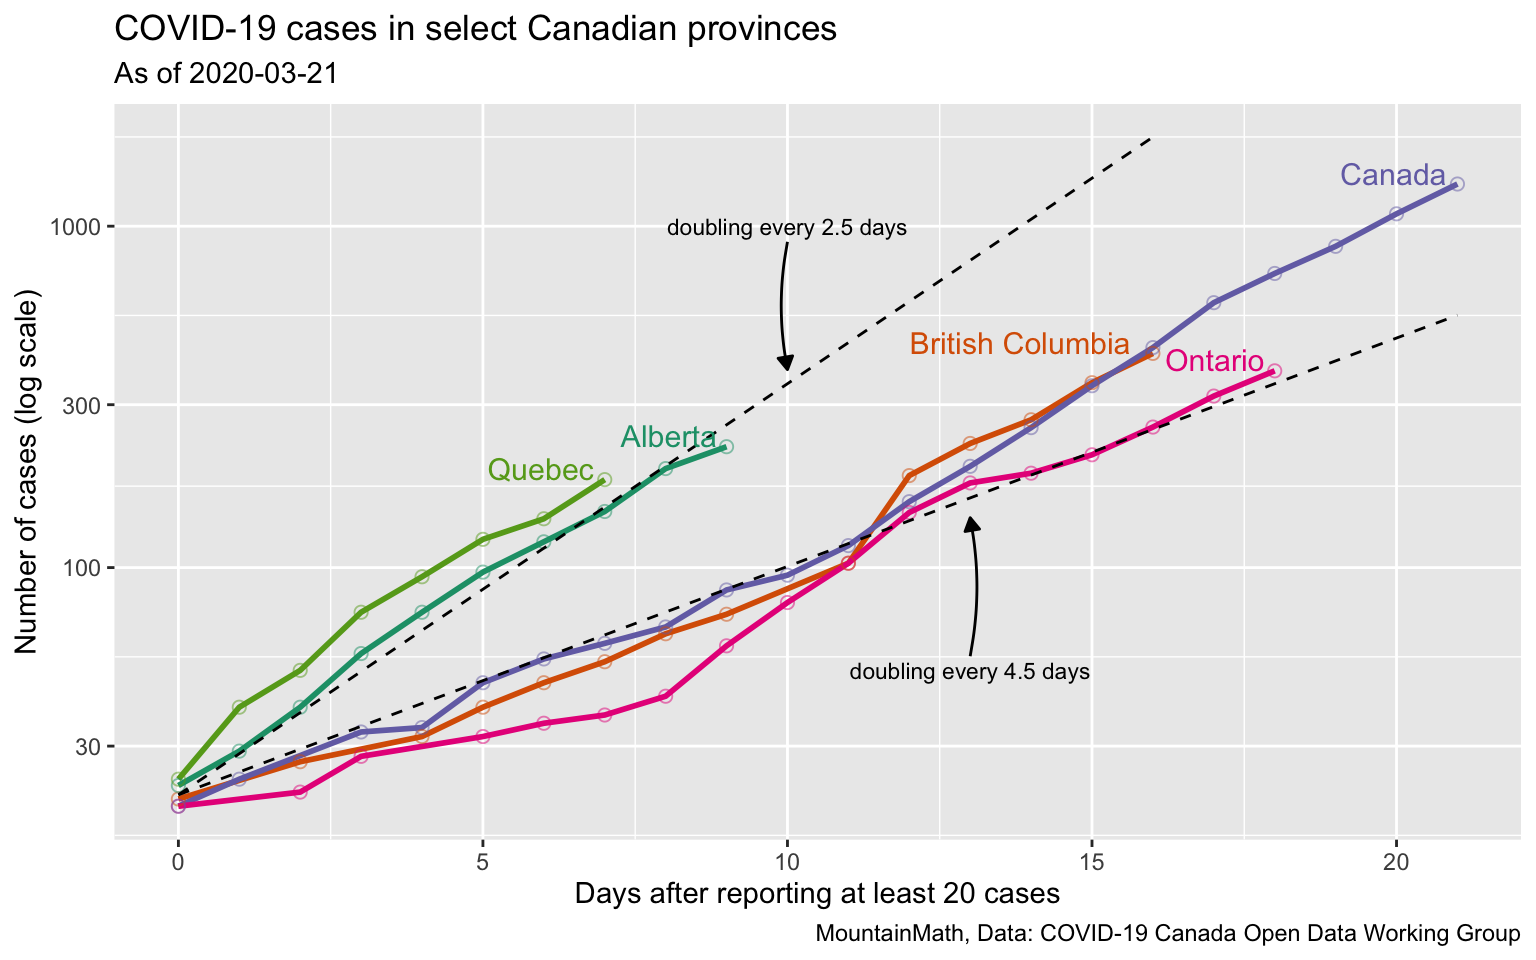 COVID-19 cases in select Canadian provinces
As of 2020-03-21
Number of cases (log scale)
1000
300
100
30
Canada
doubling every 2.5 days
British Columbia
Ontario
Alberta
Quebec
doubling every 4.5 days
0 5 10 15 20
Days after reporting at least 20 cases
MountainMath, Data: COVID-19 Canada Open Data Working Group